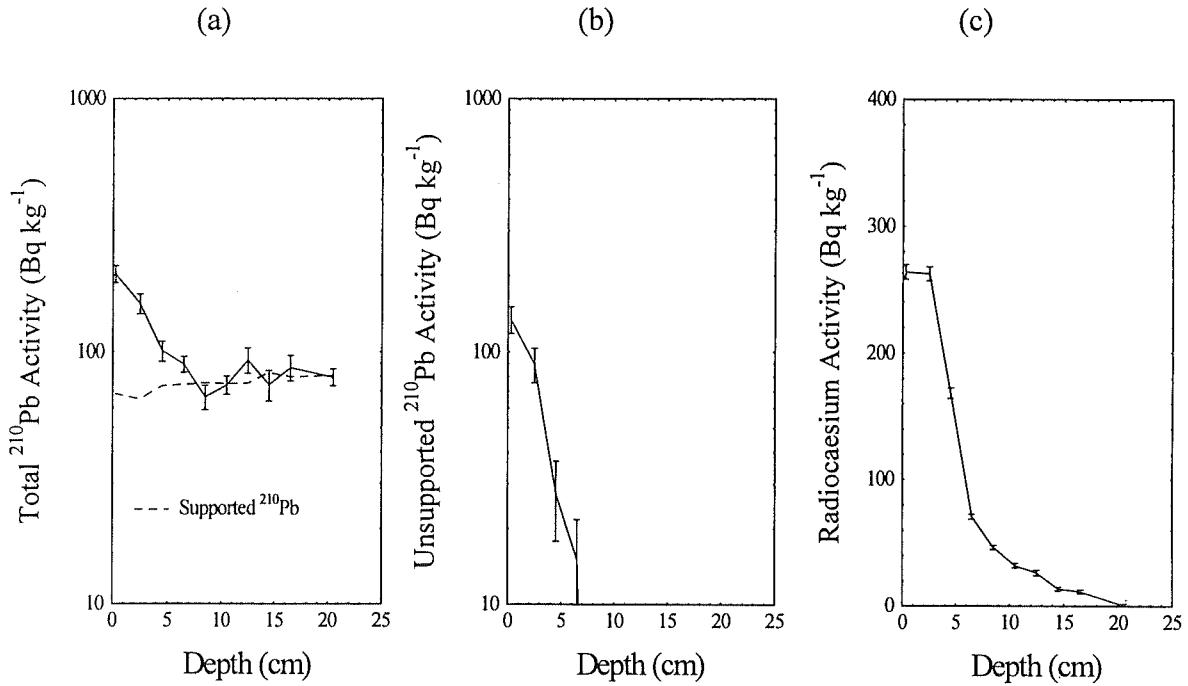 (a)
(b)
(c)
Total ²¹⁰Pb Activity (Bq kg⁻¹)
1000
100
10
--- Supported ²¹⁰Pb
0 5 10 15 20 25
Depth (cm)
Unsupported ²¹⁰Pb Activity (Bq kg⁻¹)
1000
100
10
0 5 10 15 20 25
Depth (cm)
Radiocaesium Activity (Bq kg⁻¹)
400
300
200
100
0
0 5 10 15 20 25
Depth (cm)